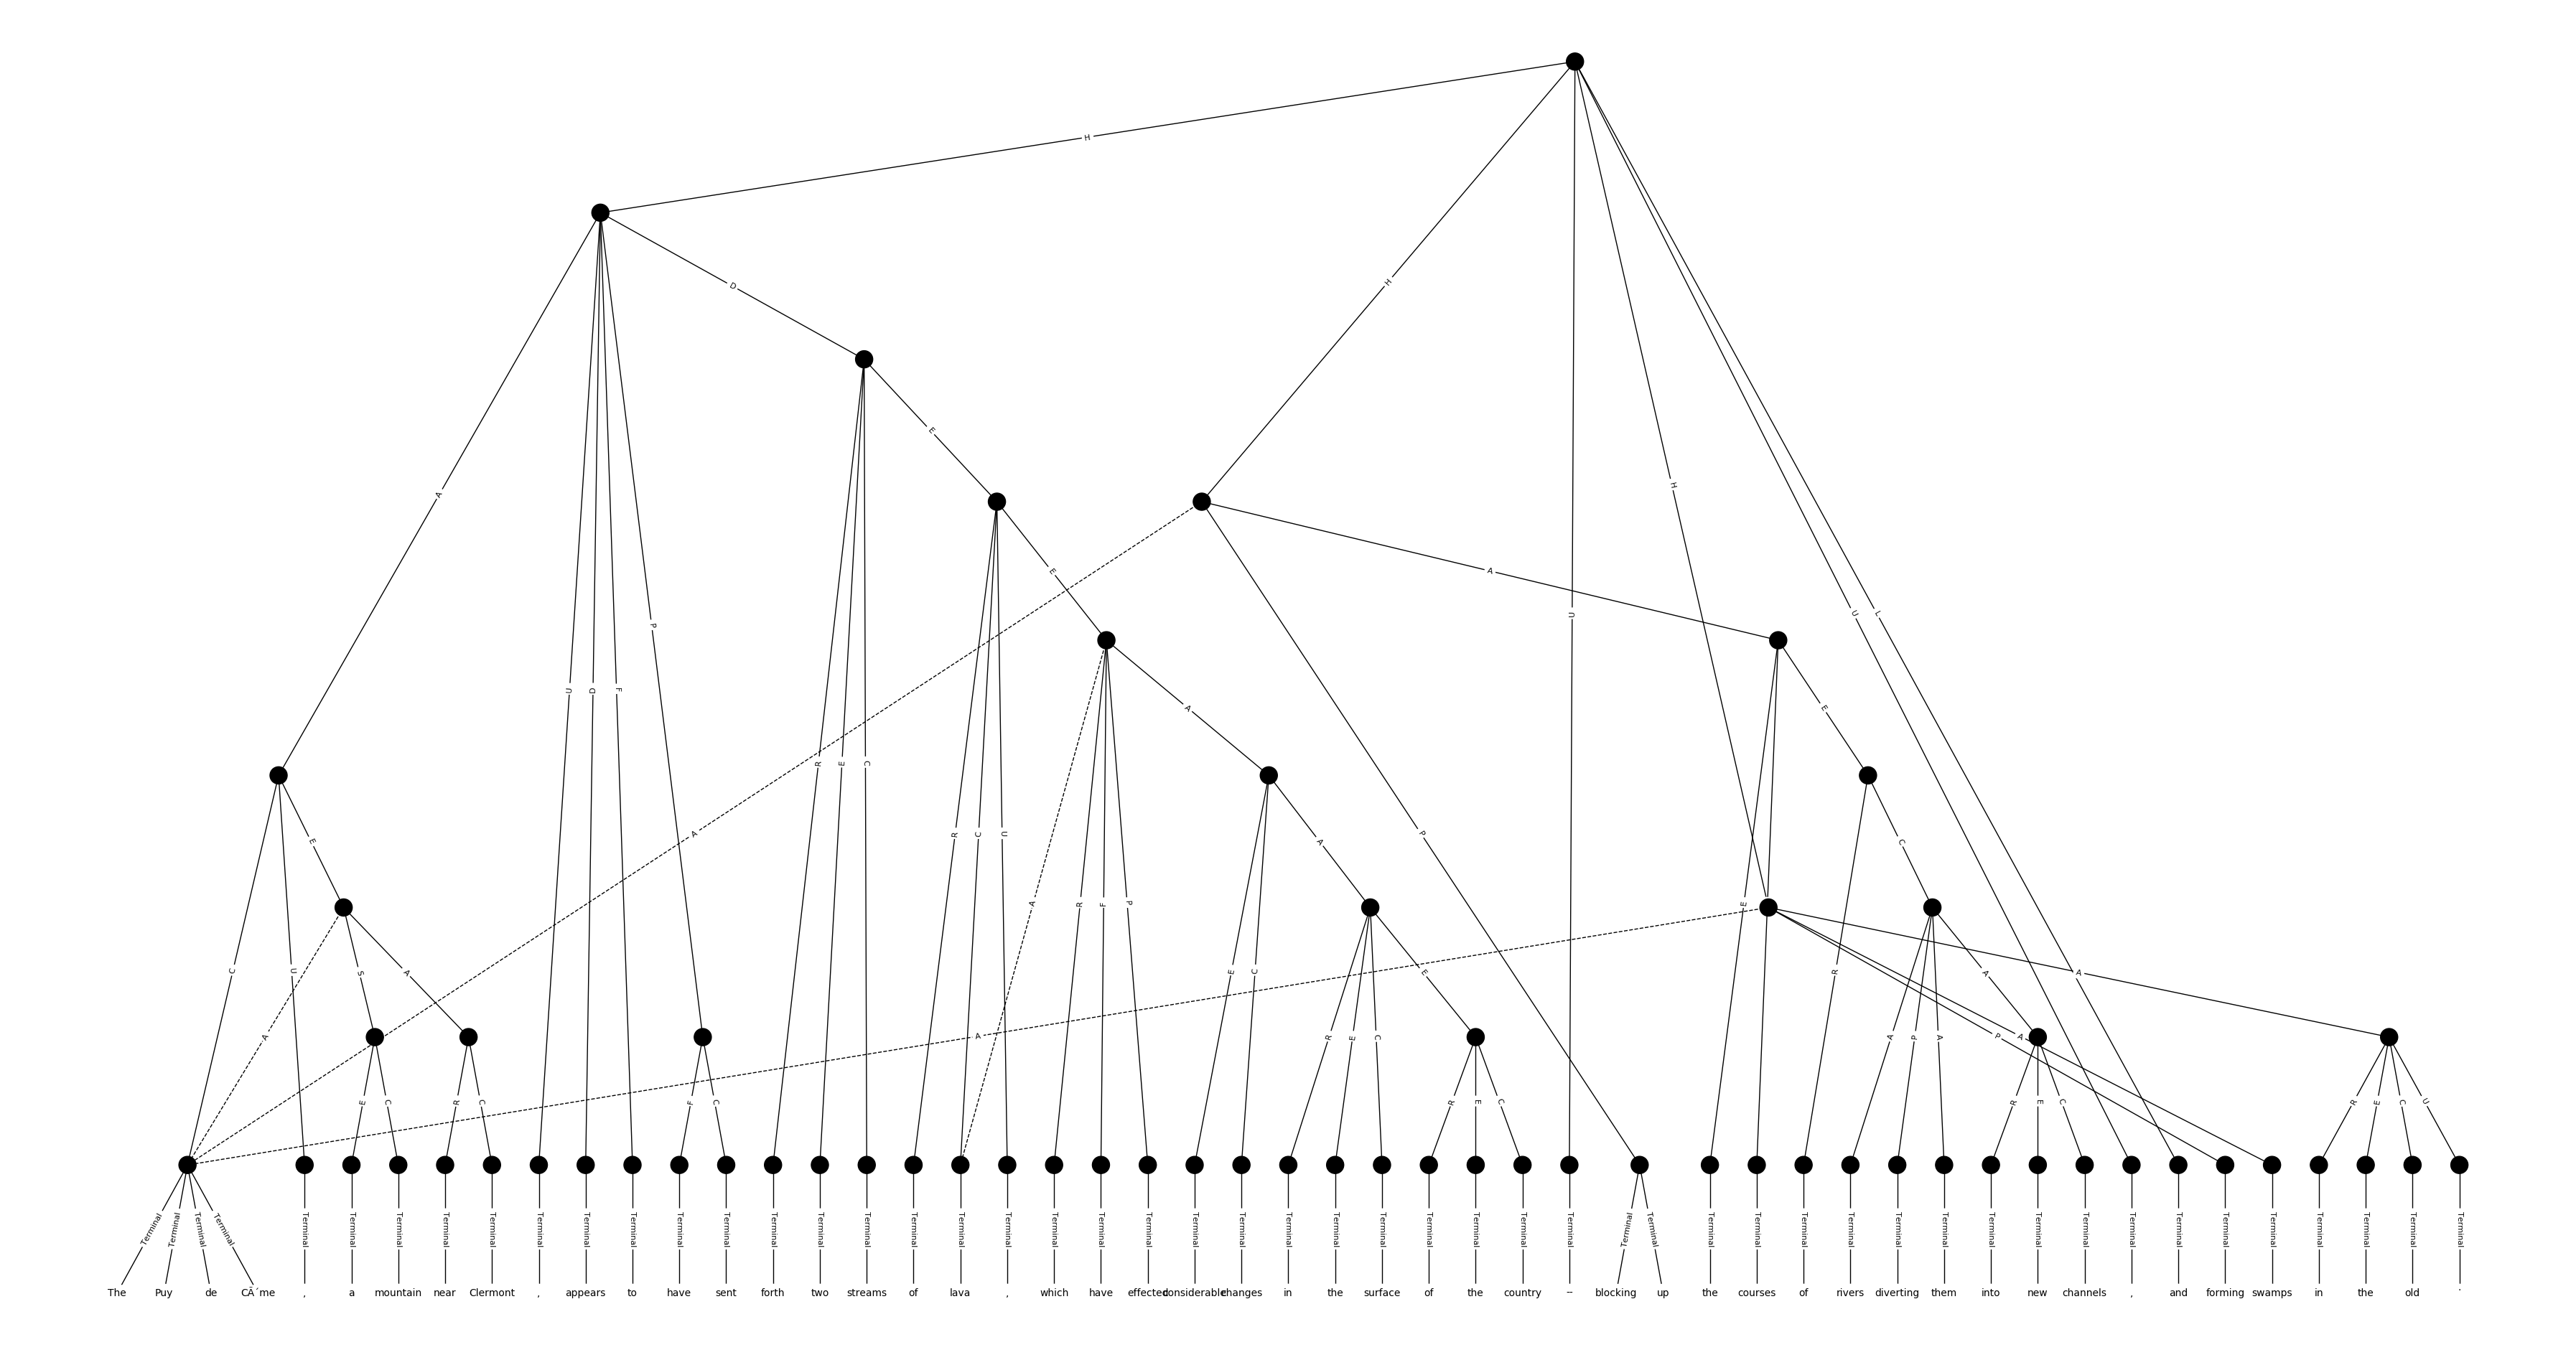 H
H
D
H
E
A
U
H
E
A
P
U
L
A
U
D
F
R
E
C
E
R
C
U
P
A
A
E
E
A
R
F
P
A
C
C
U
S
A
E
C
E
R
A
A
A
A
R
E
C
A
P
A
P
A
E
C
R
C
F
C
R
E
C
R
E
C
R
E
C
U
Terminal Terminal Terminal Terminal Terminal Terminal Terminal Terminal Terminal Terminal Terminal Terminal Terminal Terminal Terminal Terminal Terminal Terminal Terminal Terminal Terminal Terminal Terminal Terminal Terminal Terminal Terminal Terminal Terminal Terminal Terminal Terminal Terminal Terminal Terminal Terminal Terminal Terminal Terminal Terminal Terminal Terminal Terminal Terminal Terminal Terminal Terminal Terminal Terminal Terminal Terminal
The Puy de CÃ´me , a mountain near Clermont , appears to have sent forth two streams of lava , which have effected considerable changes in the surface of the country -- blocking up the courses of rivers diverting them into new channels , and forming swamps in the old .